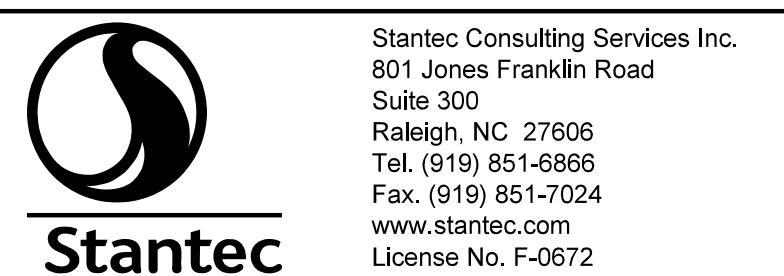 Stantec
Stantec Consulting Services Inc.
801 Jones Franklin Road
Suite 300
Raleigh, NC  27606
Tel. (919) 851-6866
Fax. (919) 851-7024
www.stantec.com
License No. F-0672